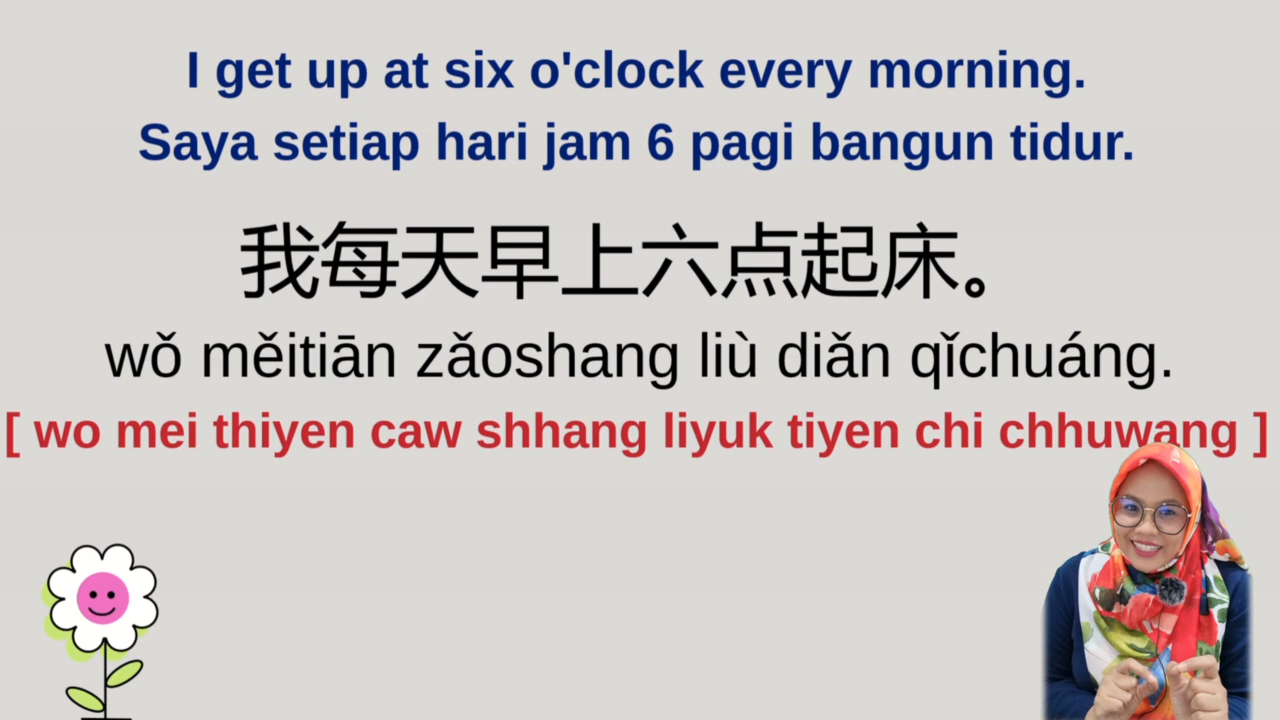 I get up at six o'clock every morning.
Saya setiap hari jam 6 pagi bangun tidur.
我每天早上六点起床。
wǒ měitiān zǎoshang liù diǎn qǐchuáng.
[ wo mei thiyen caw shhang liyuk tiyen chi chhuwang ]